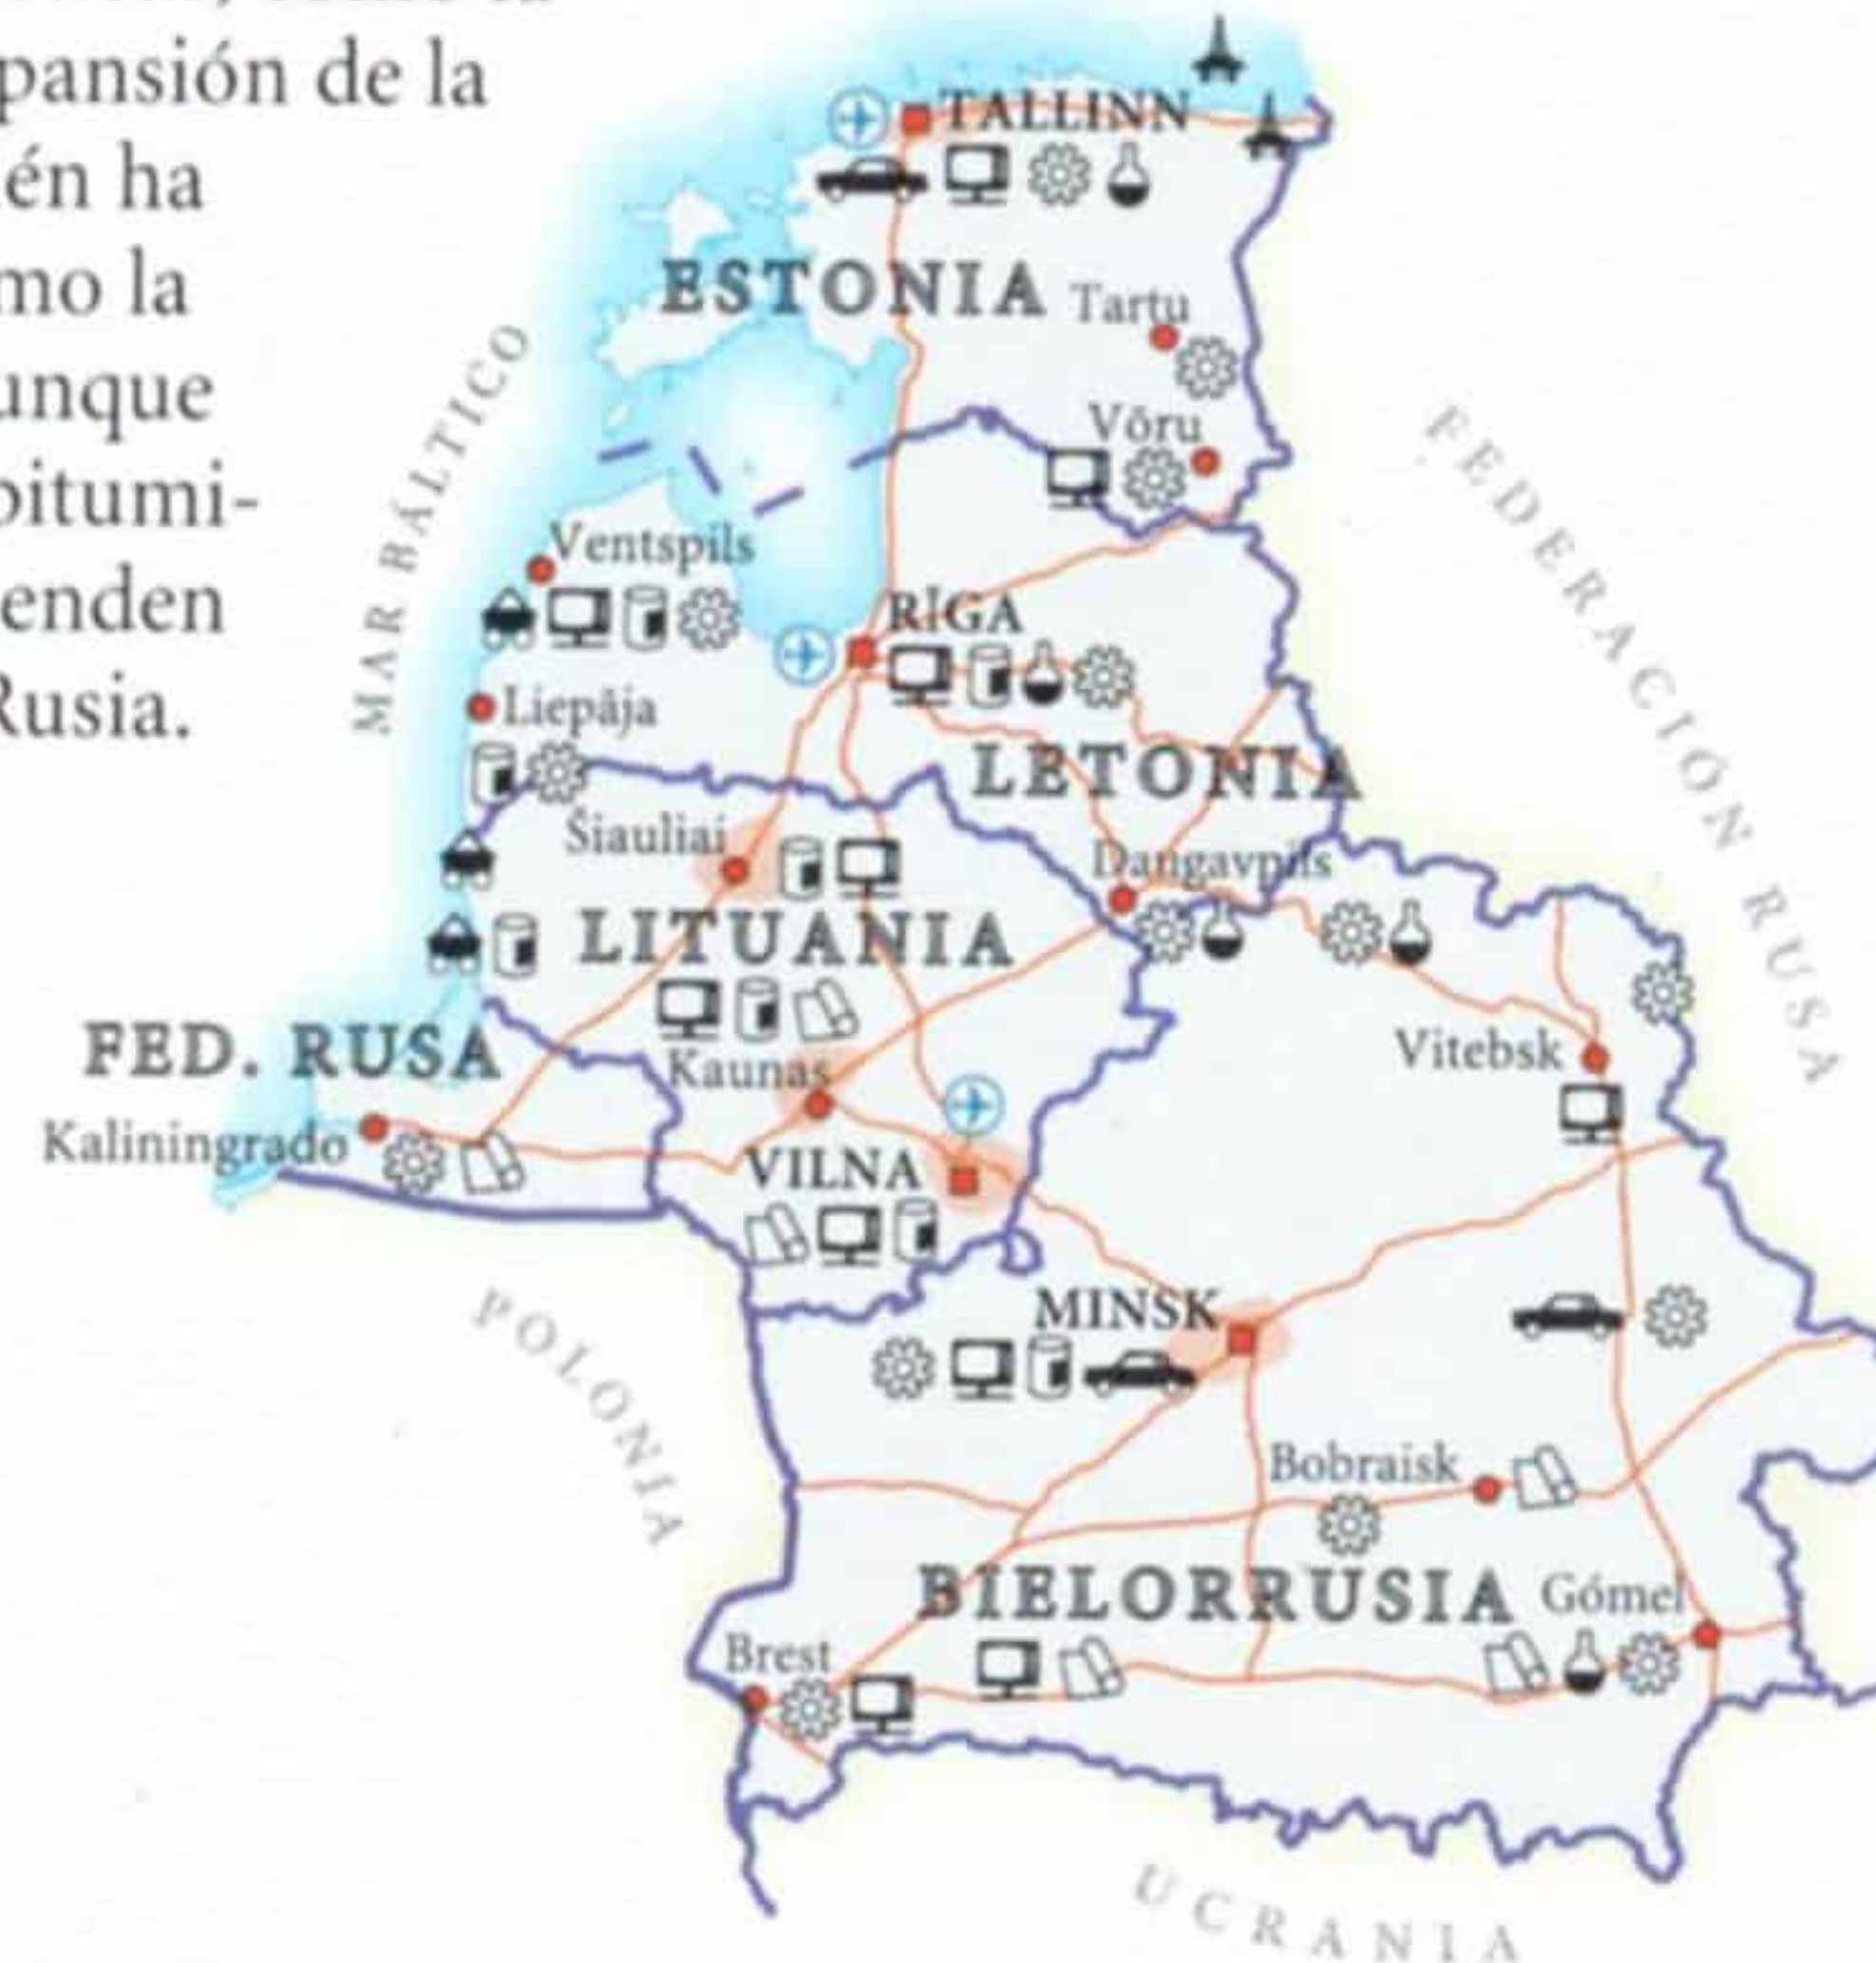 pansión de la
én ha
mo la
unque
bitumi-
enden
Rusia.
TALLINN
ESTONIA
Tartu
Võru
MAR BÁLTICO
FEDERACIÓN RUSA
Ventspils
RĪGA
Liepāja
LETONIA
Šiauliai
Daugavpils
LITUANIA
FED. RUSA
Kaunas
Vitebsk
Kaliningrado
VILNA
MINSK
POLONIA
Bobraisk
BIELORRUSIA
Gómel
Brest
UCRANIA